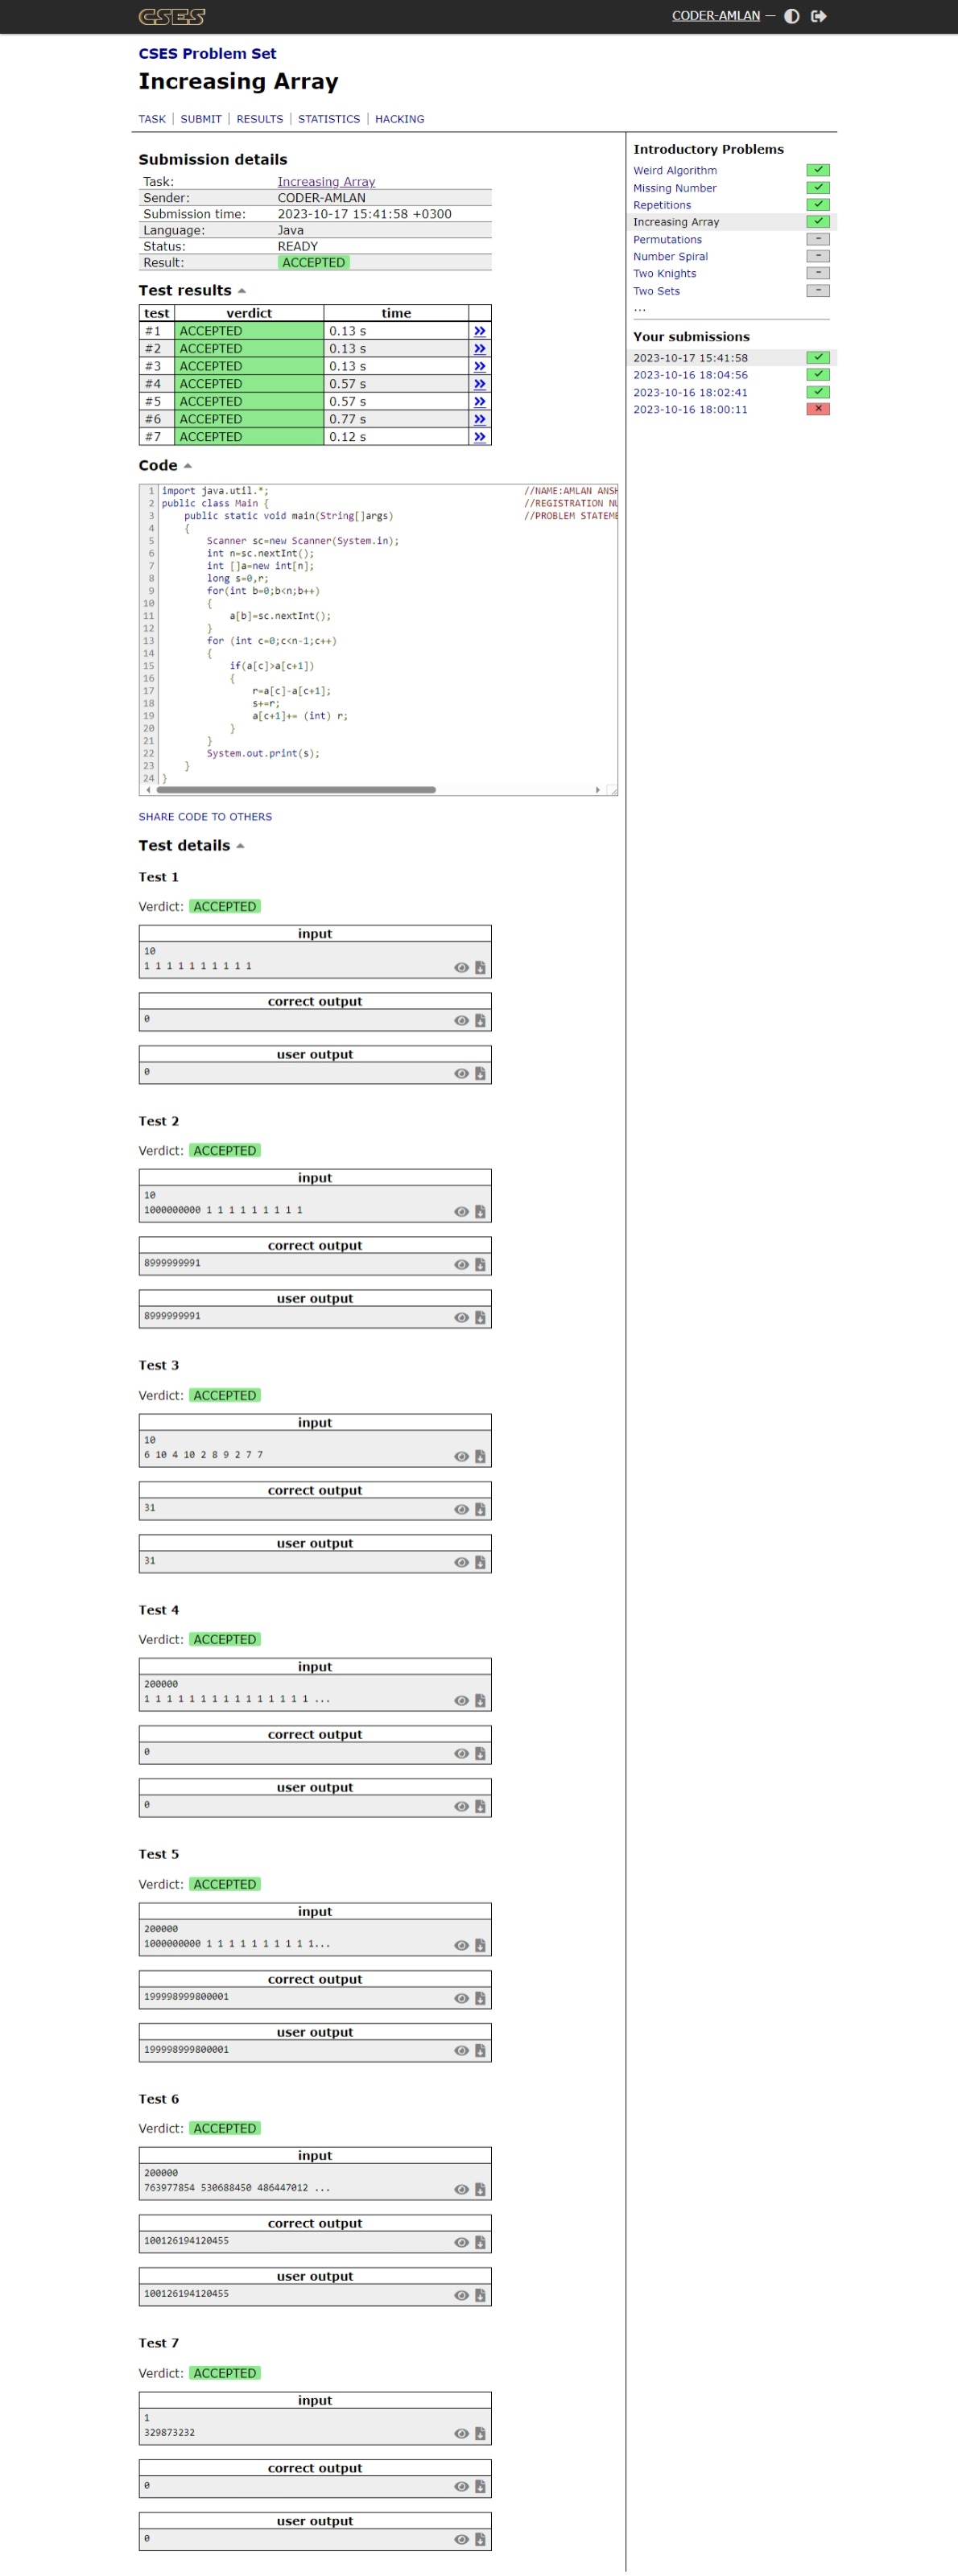 CSES
CODER-AMLAN —
CSES Problem Set
Increasing Array
TASK | SUBMIT | RESULTS | STATISTICS | HACKING
Submission details
Task: Increasing Array
Sender: CODER-AMLAN
Submission time: 2023-10-17 15:41:58 +0300
Language: Java
Status: READY
Result: ACCEPTED
Test results
test verdict time
#1 ACCEPTED 0.13 s »
#2 ACCEPTED 0.13 s »
#3 ACCEPTED 0.13 s »
#4 ACCEPTED 0.57 s »
#5 ACCEPTED 0.57 s »
#6 ACCEPTED 0.77 s »
#7 ACCEPTED 0.12 s »
Code
1 import java.util.*; //NAME:AMLAN ANSH
2 public class Main { //REGISTRATION NU
3 public static void main(String[]args) //PROBLEM STATEME
4 {
5 Scanner sc=new Scanner(System.in);
6 int n=sc.nextInt();
7 int []a=new int[n];
8 long s=0,r;
9 for(int b=0;b<n;b++)
10 {
11 a[b]=sc.nextInt();
12 }
13 for (int c=0;c<n-1;c++)
14 {
15 if(a[c]>a[c+1])
16 {
17 r=a[c]-a[c+1];
18 s+=r;
19 a[c+1]+= (int) r;
20 }
21 }
22 System.out.print(s);
23 }
24 }
SHARE CODE TO OTHERS
Test details
Test 1
Verdict: ACCEPTED
input
10
1 1 1 1 1 1 1 1 1 1
correct output
0
user output
0
Test 2
Verdict: ACCEPTED
input
10
1000000000 1 1 1 1 1 1 1 1 1
correct output
8999999991
user output
8999999991
Test 3
Verdict: ACCEPTED
input
10
6 10 4 10 2 8 9 2 7 7
correct output
31
user output
31
Test 4
Verdict: ACCEPTED
input
200000
1 1 1 1 1 1 1 1 1 1 1 1 1 1 1 ...
correct output
0
user output
0
Test 5
Verdict: ACCEPTED
input
200000
1000000000 1 1 1 1 1 1 1 1 1 1...
correct output
199998999800001
user output
199998999800001
Test 6
Verdict: ACCEPTED
input
200000
763977854 530688450 486447012 ...
correct output
100126194120455
user output
100126194120455
Test 7
Verdict: ACCEPTED
input
1
329873232
correct output
0
user output
0
Introductory Problems
Weird Algorithm
Missing Number
Repetitions
Increasing Array
Permutations –
Number Spiral –
Two Knights –
Two Sets –
...
Your submissions
2023-10-17 15:41:58
2023-10-16 18:04:56
2023-10-16 18:02:41
2023-10-16 18:00:11